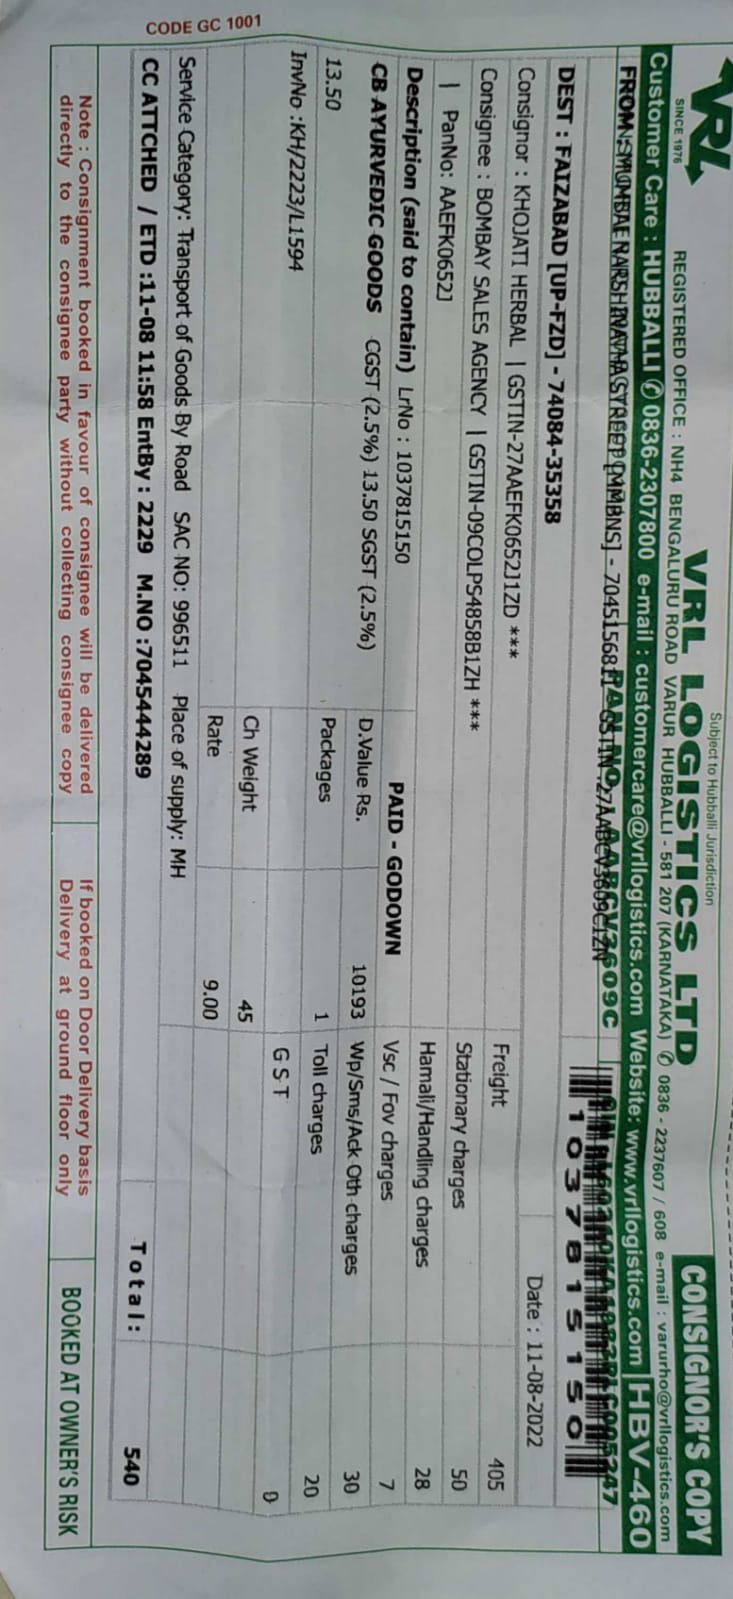 CODE GC 1001
Subject to Hubballi Jurisdiction
VRL
SINCE 1976
VRL LOGISTICS LTD
CONSIGNOR'S COPY
REGISTERED OFFICE : NH4 BENGALURU ROAD VARUR HUBBALLI - 581 207 (KARNATAKA) ✆ 0836 - 2237607 / 608 e-mail : varurho@vrllogistics.com
Customer Care : HUBBALLI ✆ 0836-2307800 e-mail : customercare@vrllogistics.com Website: www.vrllogistics.com HBV-460
FROM
DEST : FAIZABAD [UP-FZD] - 74084-35358
1037815150
Consignor : KHOJATI HERBAL | GSTIN-27AAEFK0652J1ZD ***
Date : 11-08-2022
Consignee : BOMBAY SALES AGENCY | GSTIN-09COLPS4858B1ZH ***
Freight 405
| PanNo: AAEFK0652J
Stationary charges 50
Description (said to contain) LrNo : 1037815150
PAID - GODOWN
Hamali/Handling charges 28
CB AYURVEDIC GOODS CGST (2.5%) 13.50 SGST (2.5%)
13.50
D.Value Rs. 10193
Vsc / Fov charges 7
Wp/Sms/Ack Oth charges 30
InvNo :KH/2223/L1594
Packages 1
Toll charges 20
G S T 0
Ch Weight 45
Rate 9.00
Service Category: Transport of Goods By Road SAC NO: 996511 Place of supply: MH
CC ATTCHED / ETD :11-08 11:58 EntBy : 2229 M.NO :7045444289
Total: 540
Note : Consignment booked in favour of consignee will be delivered
directly to the consignee party without collecting consignee copy
If booked on Door Delivery basis
Delivery at ground floor only
BOOKED AT OWNER'S RISK